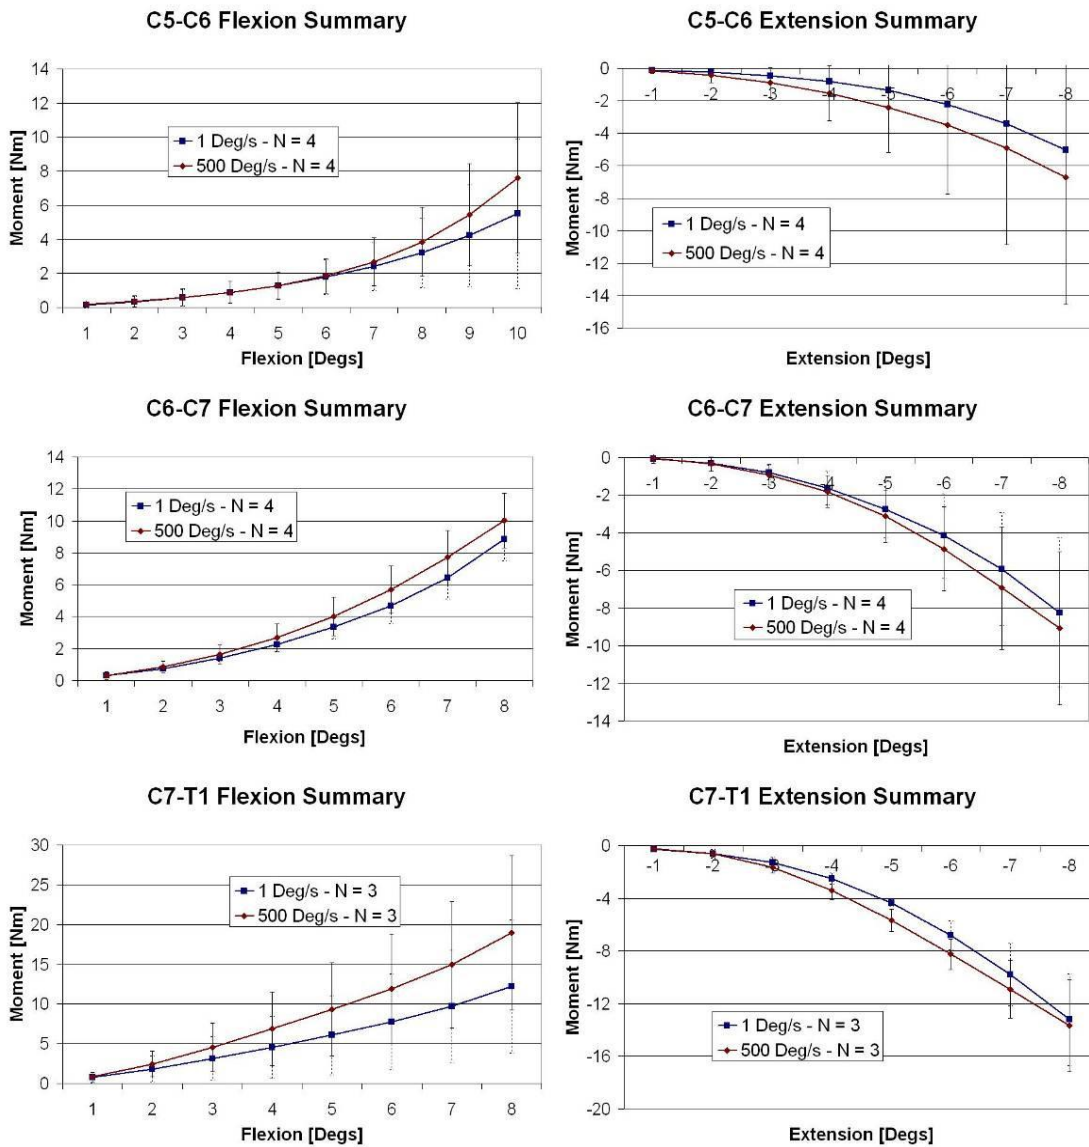 C5-C6 Flexion Summary
14
12
10
8
6
4
2
0
Moment [Nm]
1 Deg/s - N = 4
500 Deg/s - N = 4
1 2 3 4 5 6 7 8 9 10
Flexion [Degs]
C5-C6 Extension Summary
0
-2
-4
-6
-8
-10
-12
-14
-16
Moment [Nm]
-1 -2 -3 -4 -5 -6 -7 -8
1 Deg/s - N = 4
500 Deg/s - N = 4
Extension [Degs]
C6-C7 Flexion Summary
14
12
10
8
6
4
2
0
Moment [Nm]
1 Deg/s - N = 4
500 Deg/s - N = 4
1 2 3 4 5 6 7 8
Flexion [Degs]
C6-C7 Extension Summary
0
-2
-4
-6
-8
-10
-12
-14
Moment [Nm]
-1 -2 -3 -4 -5 -6 -7 -8
1 Deg/s - N = 4
500 Deg/s - N = 4
Extension [Degs]
C7-T1 Flexion Summary
30
25
20
15
10
5
0
Moment [Nm]
1 Deg/s - N = 3
500 Deg/s - N = 3
1 2 3 4 5 6 7 8
Flexion [Degs]
C7-T1 Extension Summary
0
-4
-8
-12
-16
-20
Moment [Nm]
-1 -2 -3 -4 -5 -6 -7 -8
1 Deg/s - N = 3
500 Deg/s - N = 3
Extension [Degs]